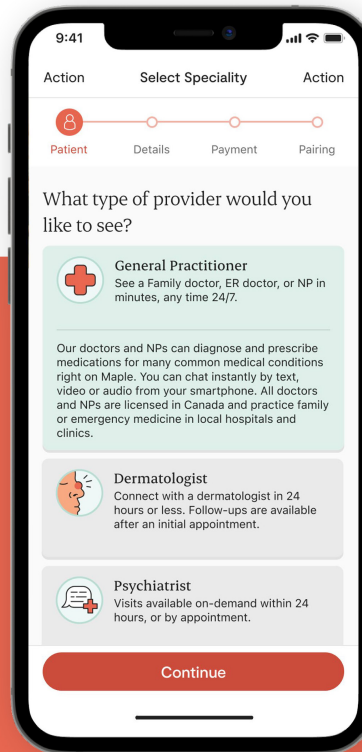 9:41
Action Select Speciality Action
Patient Details Payment Pairing
What type of provider would you
like to see?
General Practitioner
See a Family doctor, ER doctor, or NP in
minutes, any time 24/7.
Our doctors and NPs can diagnose and prescribe
medications for many common medical conditions
right on Maple. You can chat instantly by text,
video or audio from your smartphone. All doctors
and NPs are licensed in Canada and practice family
or emergency medicine in local hospitals and
clinics.
Dermatologist
Connect with a dermatologist in 24
hours or less. Follow-ups are available
after an initial appointment.
Psychiatrist
Visits available on-demand within 24
hours, or by appointment.
Continue